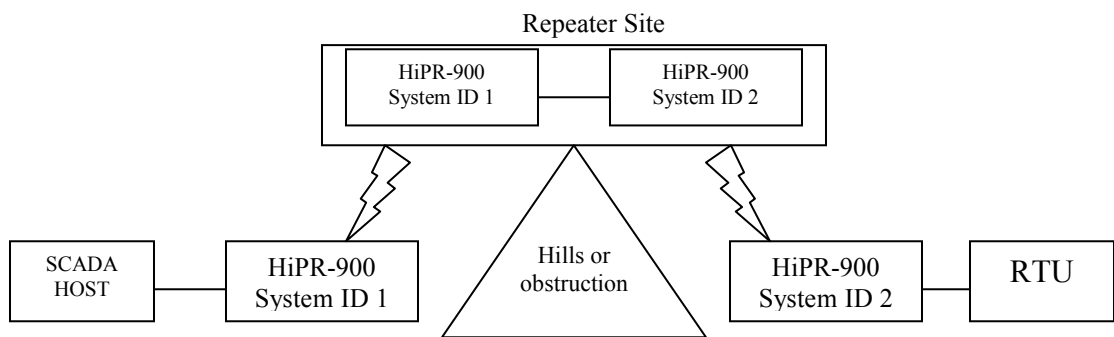 Repeater Site
HiPR-900
System ID 1
HiPR-900
System ID 2
SCADA
HOST
HiPR-900
System ID 1
Hills or
obstruction
HiPR-900
System ID 2
RTU